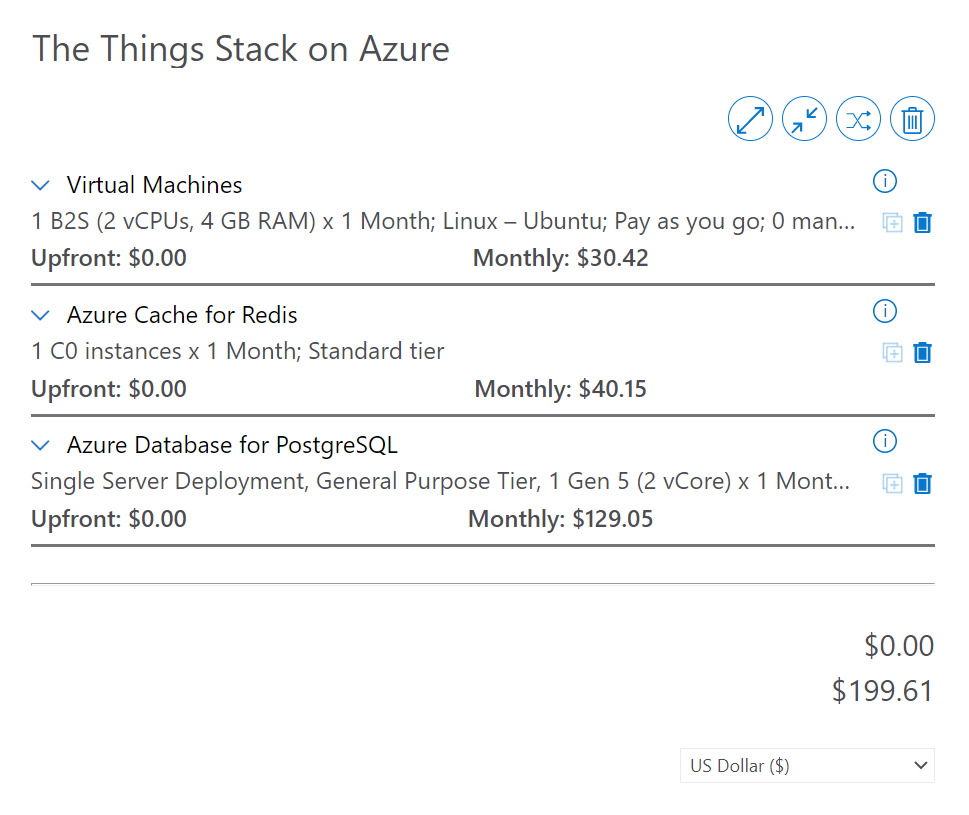 The Things Stack on Azure
Virtual Machines
1 B2S (2 vCPUs, 4 GB RAM) x 1 Month; Linux – Ubuntu; Pay as you go; 0 man...
Upfront: $0.00 Monthly: $30.42
Azure Cache for Redis
1 C0 instances x 1 Month; Standard tier
Upfront: $0.00 Monthly: $40.15
Azure Database for PostgreSQL
Single Server Deployment, General Purpose Tier, 1 Gen 5 (2 vCore) x 1 Mont...
Upfront: $0.00 Monthly: $129.05
$0.00
$199.61
US Dollar ($)